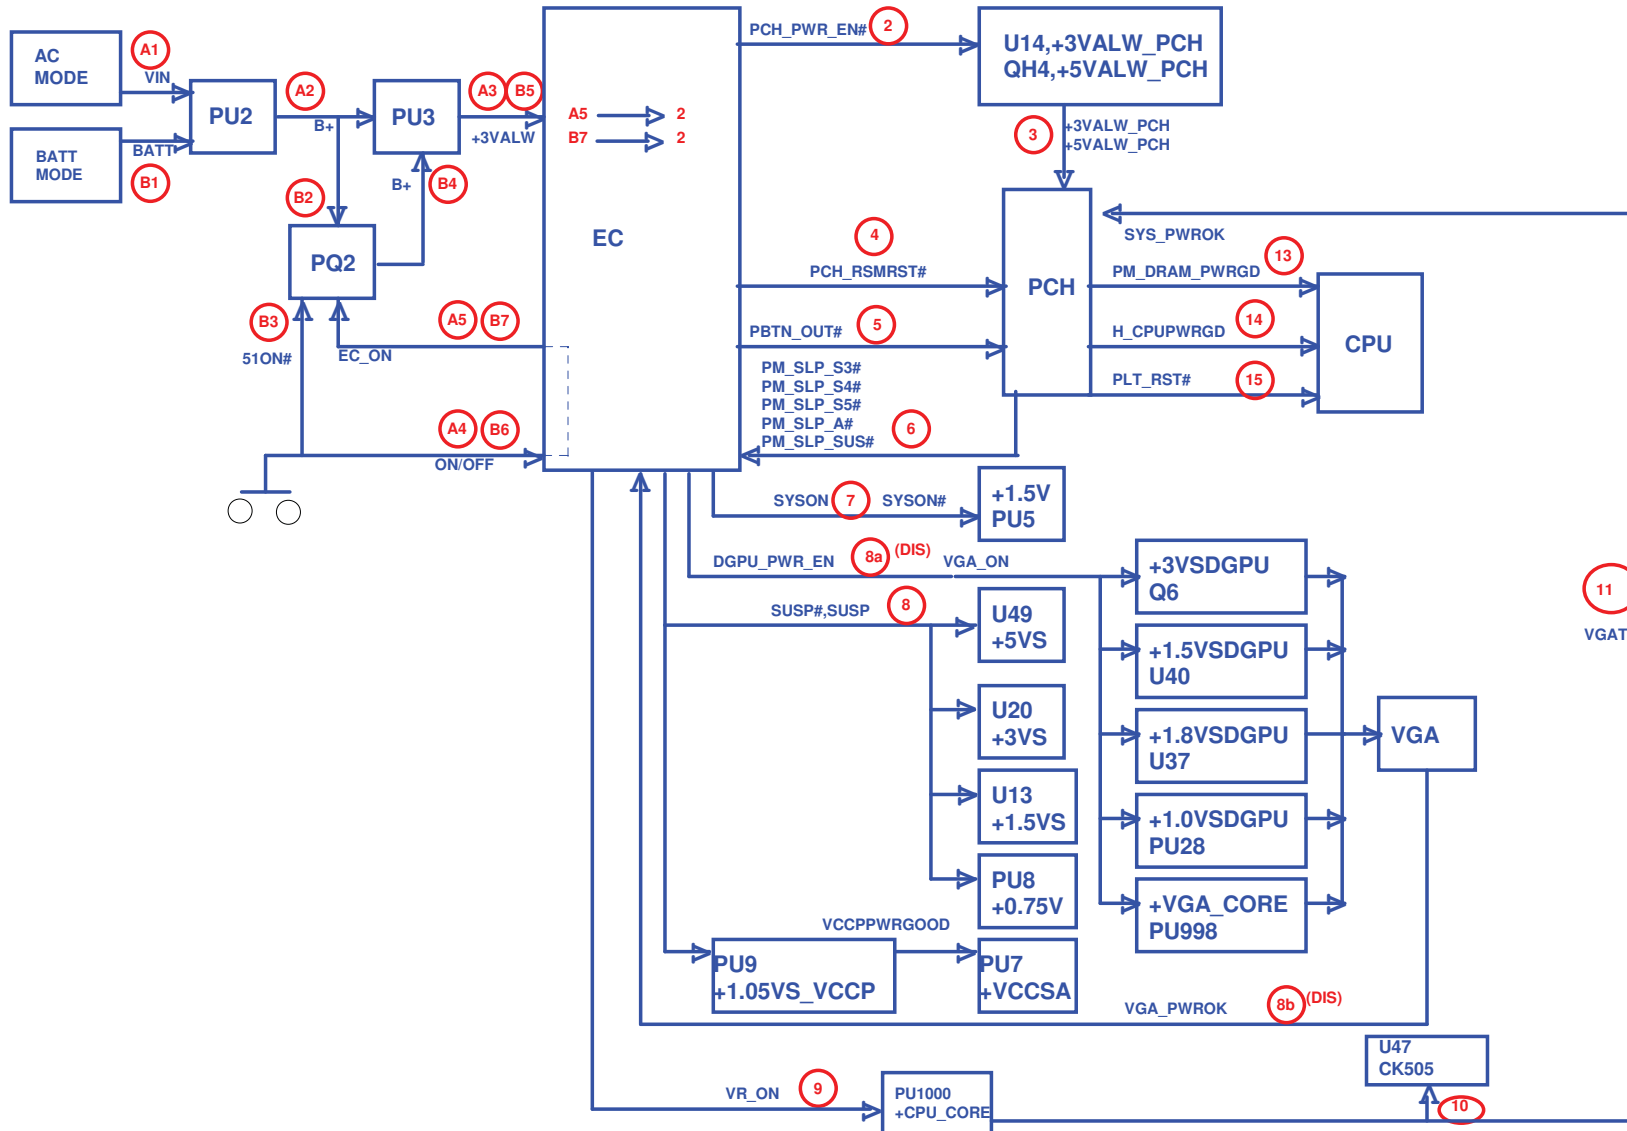 AC
MODE
A1
VIN
BATT
MODE
BATT
B1
PU2
A2
B+
PU3
A3
B5
+3VALW
B2
B+
B4
PQ2
B3
51ON#
A5
B7
EC_ON
A4
B6
ON/OFF
A5
2
B7
2
EC
PCH_PWR_EN#
2
U14,+3VALW_PCH
QH4,+5VALW_PCH
3
+3VALW_PCH
+5VALW_PCH
4
PCH_RSMRST#
PBTN_OUT#
5
PM_SLP_S3#
PM_SLP_S4#
PM_SLP_S5#
PM_SLP_A#
PM_SLP_SUS#
6
PCH
SYS_PWROK
PM_DRAM_PWRGD
13
H_CPUPWRGD
14
PLT_RST#
15
CPU
SYSON
7
SYSON#
+1.5V
PU5
DGPU_PWR_EN
8a
(DIS)
VGA_ON
SUSP#,SUSP
8
U49
+5VS
U20
+3VS
U13
+1.5VS
PU8
+0.75V
+3VSDGPU
Q6
+1.5VSDGPU
U40
+1.8VSDGPU
U37
+1.0VSDGPU
PU28
+VGA_CORE
PU998
VGA
11
VGAT
VCCPPWRGOOD
PU9
+1.05VS_VCCP
PU7
+VCCSA
VGA_PWROK
8b
(DIS)
U47
CK505
10
VR_ON
9
PU1000
+CPU_CORE